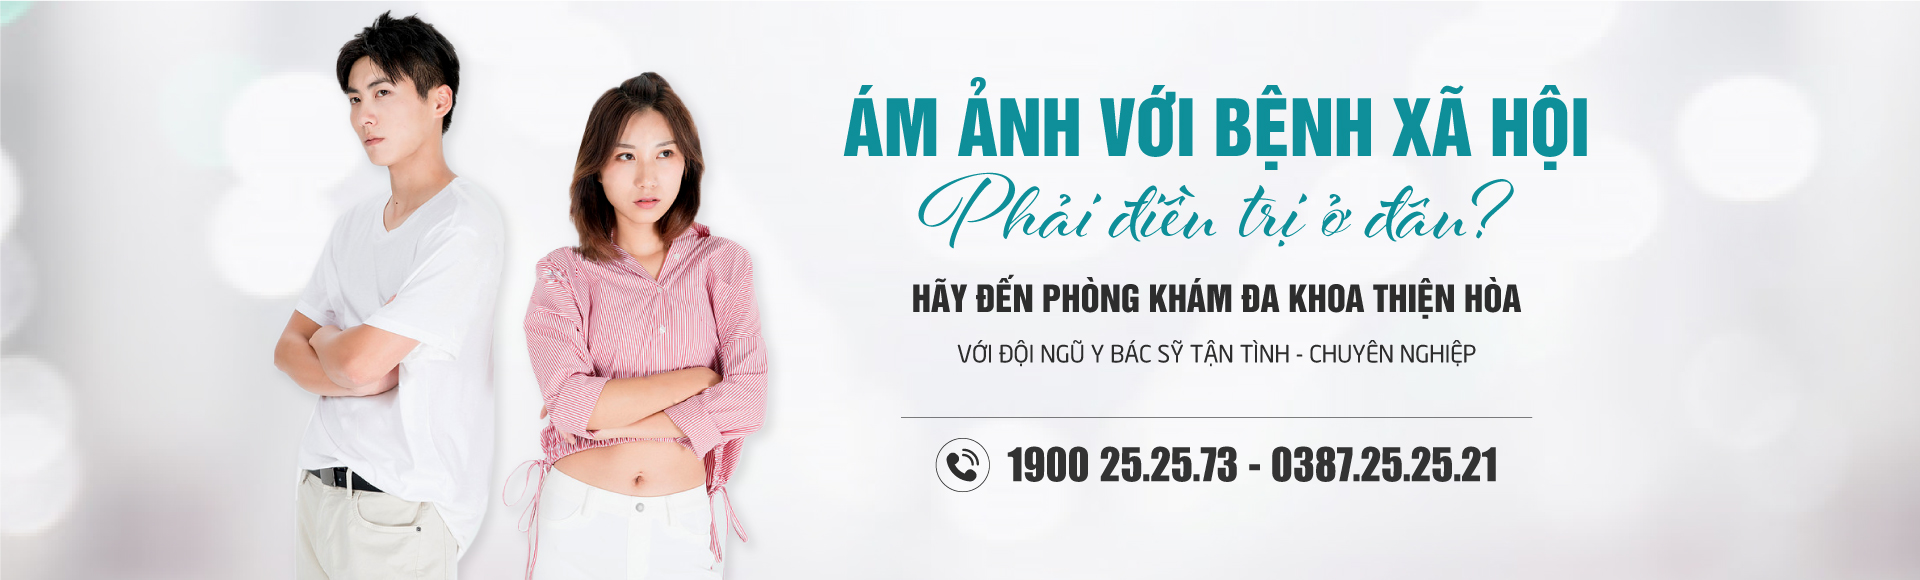 ÁM ẢNH VỚI BỆNH XÃ HỘI
Phải điều trị ở đâu?
HÃY ĐẾN PHÒNG KHÁM ĐA KHOA THIỆN HÒA
VỚI ĐỘI NGŨ Y BÁC SỸ TẬN TÌNH - CHUYÊN NGHIỆP
1900 25.25.73 - 0387.25.25.21